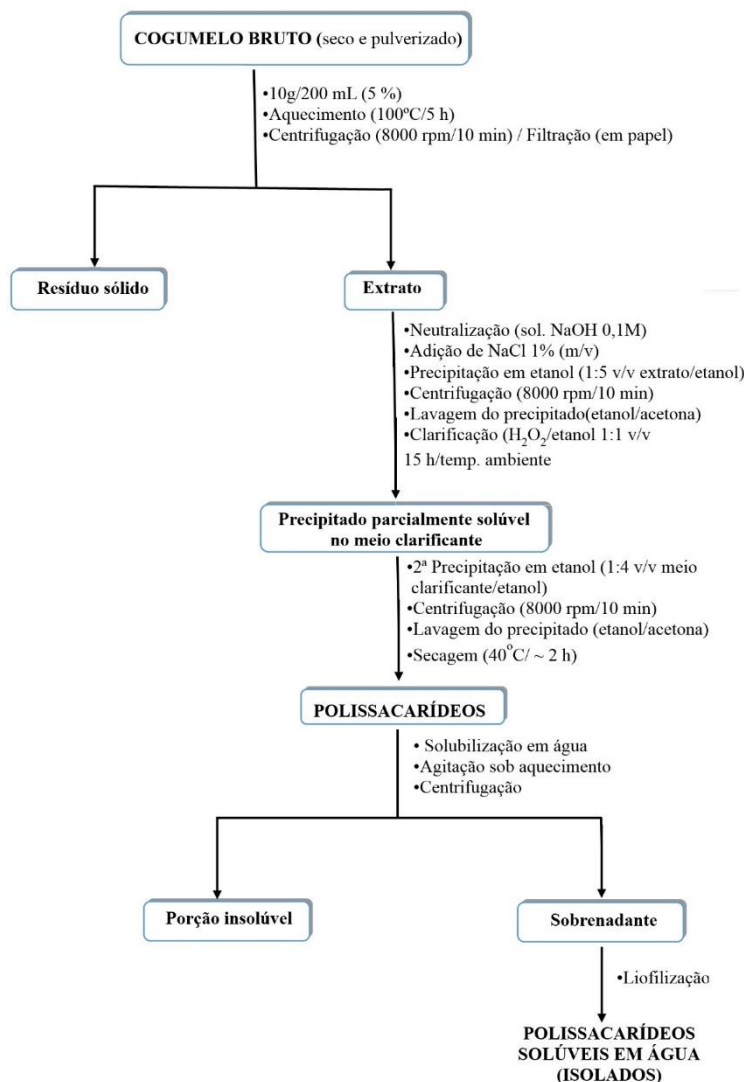 COGUMELO BRUTO (seco e pulverizado)
•10g/200 mL (5 %)
•Aquecimento (100ºC/5 h)
•Centrifugação (8000 rpm/10 min) / Filtração (em papel)
Resíduo sólido
Extrato
•Neutralização (sol. NaOH 0,1M)
•Adição de NaCl 1% (m/v)
•Precipitação em etanol (1:5 v/v extrato/etanol)
•Centrifugação (8000 rpm/10 min)
•Lavagem do precipitado(etanol/acetona)
•Clarificação (H₂O₂/etanol 1:1 v/v
15 h/temp. ambiente
Precipitado parcialmente solúvel
no meio clarificante
•2ª Precipitação em etanol (1:4 v/v meio
clarificante/etanol)
•Centrifugação (8000 rpm/10 min)
•Lavagem do precipitado (etanol/acetona)
•Secagem (40°C/ ~ 2 h)
POLISSACARÍDEOS
• Solubilização em água
•Agitação sob aquecimento
•Centrifugação
Porção insolúvel
Sobrenadante
•Liofilização
POLISSACARÍDEOS
SOLÚVEIS EM ÁGUA
(ISOLADOS)